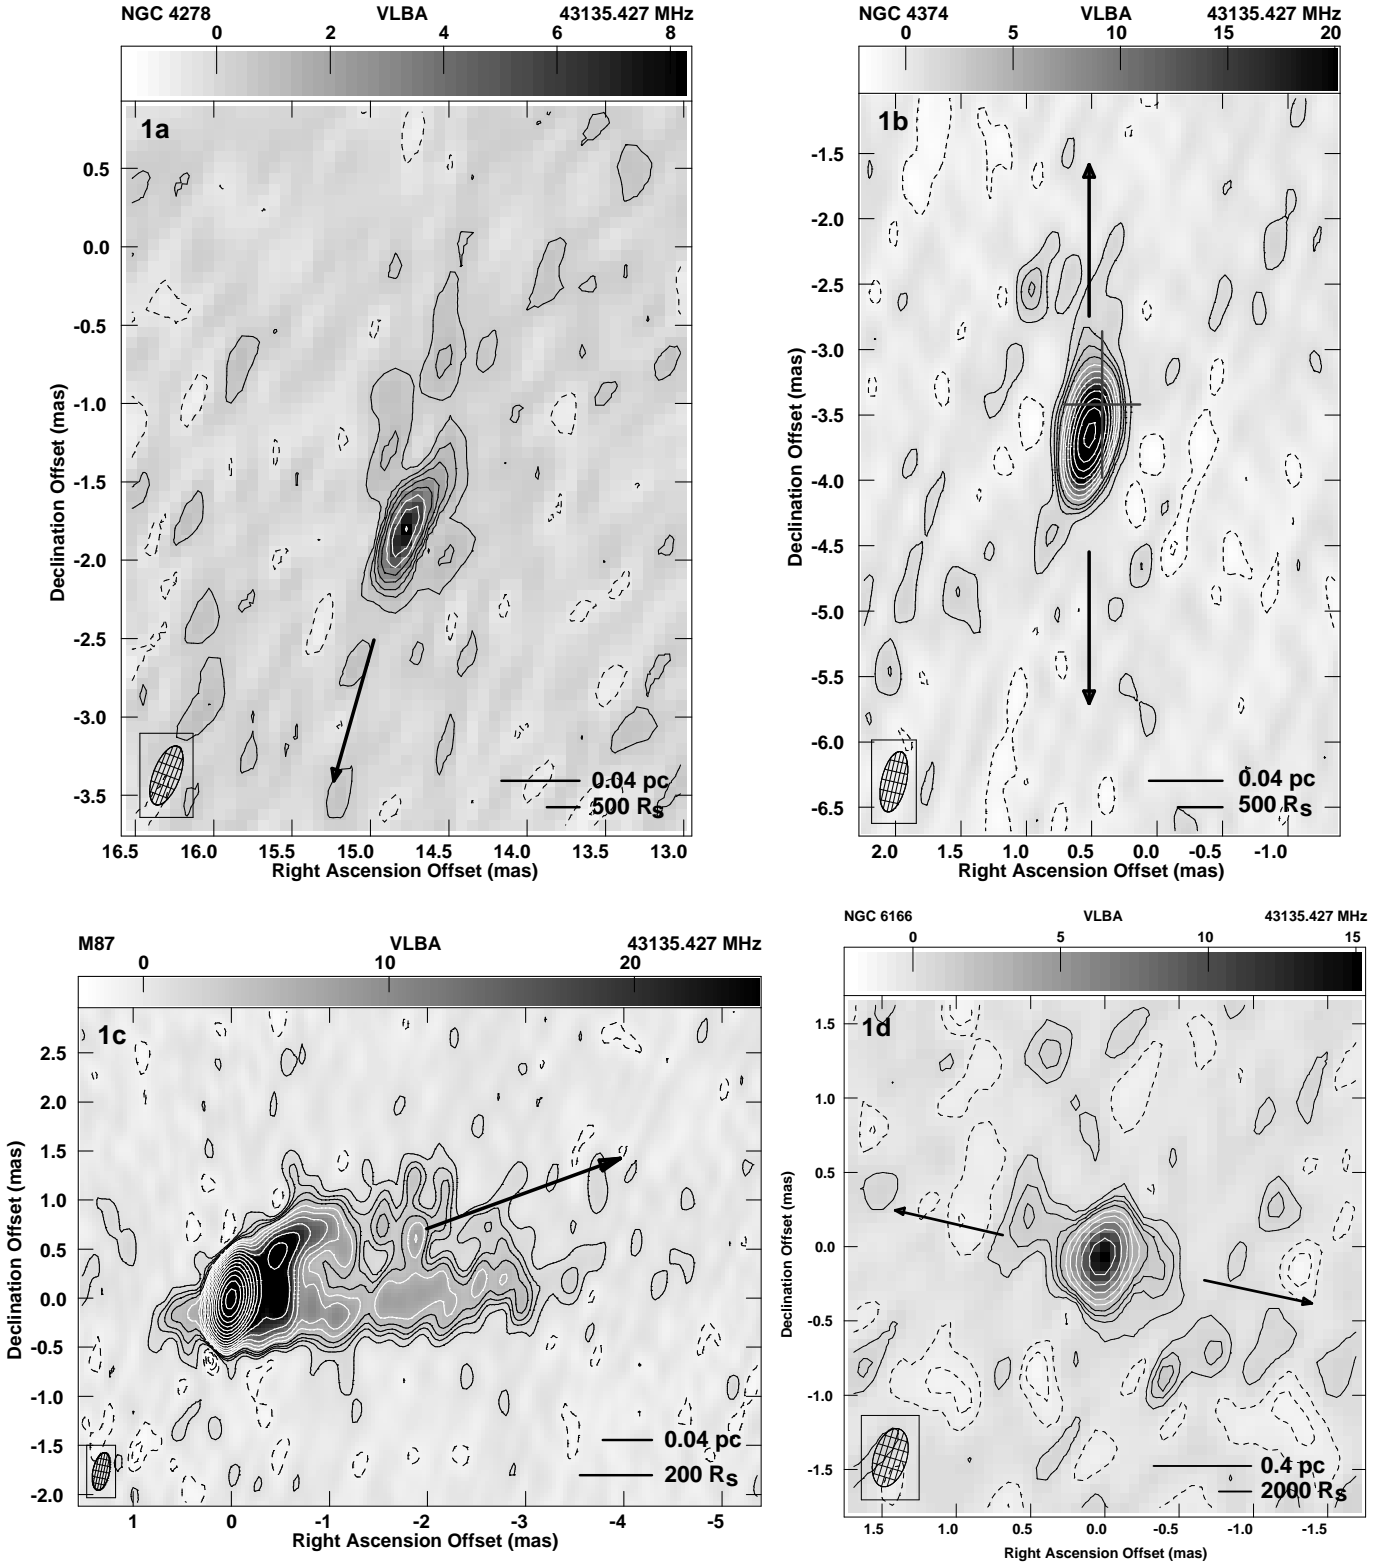 NGC 4278 VLBA 43135.427 MHz
0 2 4 6 8
1a
0.5
0.0
-0.5
-1.0
-1.5
-2.0
-2.5
-3.0
-3.5
Declination Offset (mas)
0.04 pc
500 Rs
16.5 16.0 15.5 15.0 14.5 14.0 13.5 13.0
Right Ascension Offset (mas)
NGC 4374 VLBA 43135.427 MHz
0 5 10 15 20
1b
-1.5
-2.0
-2.5
-3.0
-3.5
-4.0
-4.5
-5.0
-5.5
-6.0
-6.5
Declination Offset (mas)
0.04 pc
500 Rs
2.0 1.5 1.0 0.5 0.0 -0.5 -1.0
Right Ascension Offset (mas)
M87 VLBA 43135.427 MHz
0 10 20
1c
2.5
2.0
1.5
1.0
0.5
0.0
-0.5
-1.0
-1.5
-2.0
Declination Offset (mas)
0.04 pc
200 Rs
1 0 -1 -2 -3 -4 -5
Right Ascension Offset (mas)
NGC 6166 VLBA 43135.427 MHz
0 5 10 15
1d
1.5
1.0
0.5
0.0
-0.5
-1.0
-1.5
Declination Offset (mas)
0.4 pc
2000 Rs
1.5 1.0 0.5 0.0 -0.5 -1.0 -1.5
Right Ascension Offset (mas)